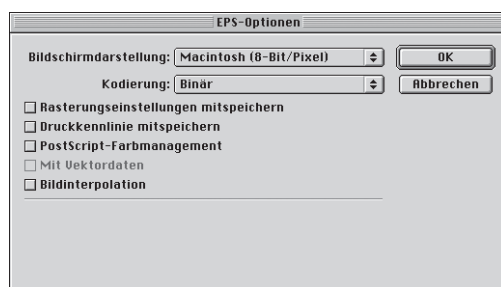 EPS-Optionen
Bildschirmdarstellung: Macintosh (8-Bit/Pixel) OK
Kodierung: Binär Abbrechen
Rasterungseinstellungen mitspeichern
Druckkennlinie mitspeichern
PostScript-Farbmanagement
Mit Vektordaten
Bildinterpolation